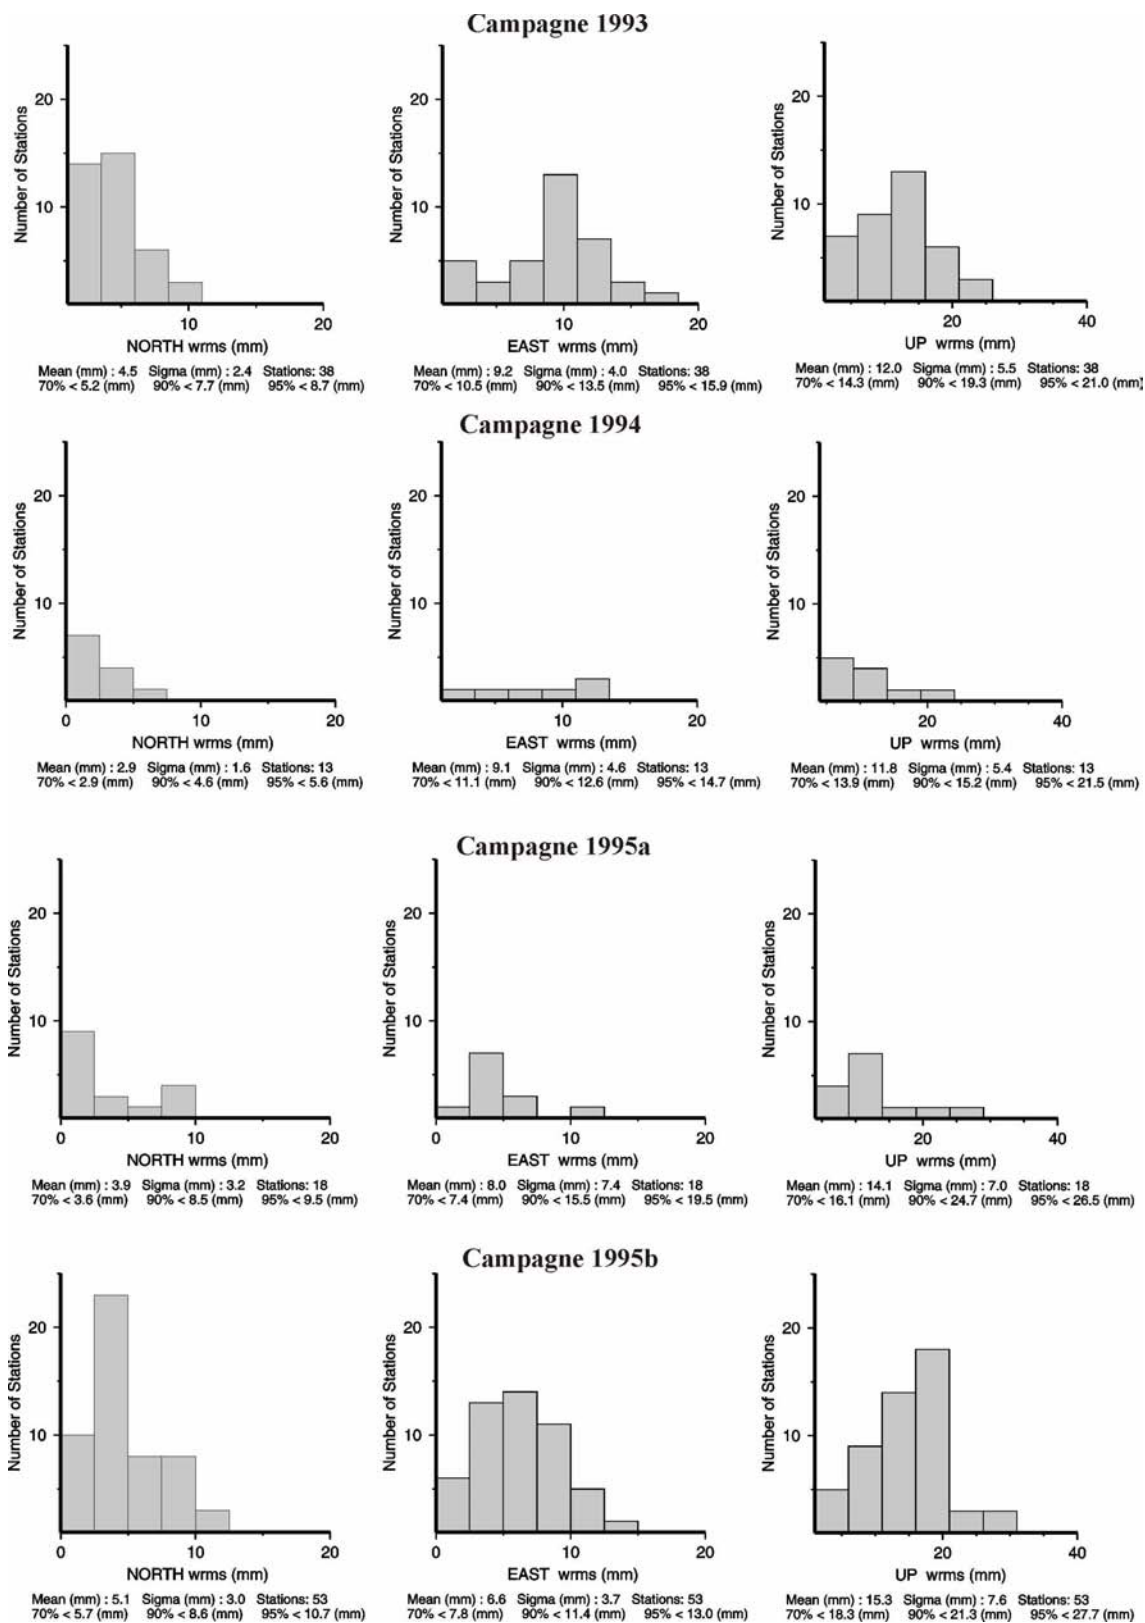 Campagne 1993
Number of Stations
20
10
10
20
NORTH wrms (mm)
Mean (mm) : 4.5 Sigma (mm) : 2.4 Stations: 38
70% < 5.2 (mm) 90% < 7.7 (mm) 95% < 8.7 (mm)
Number of Stations
20
10
10
20
EAST wrms (mm)
Mean (mm) : 9.2 Sigma (mm) : 4.0 Stations: 38
70% < 10.5 (mm) 90% < 13.5 (mm) 95% < 15.9 (mm)
Number of Stations
20
10
20
40
UP wrms (mm)
Mean (mm) : 12.0 Sigma (mm) : 5.5 Stations: 38
70% < 14.3 (mm) 90% < 19.3 (mm) 95% < 21.0 (mm)
Campagne 1994
Number of Stations
20
10
0
10
20
NORTH wrms (mm)
Mean (mm) : 2.9 Sigma (mm) : 1.6 Stations: 13
70% < 2.9 (mm) 90% < 4.6 (mm) 95% < 5.6 (mm)
Number of Stations
20
10
10
20
EAST wrms (mm)
Mean (mm) : 9.1 Sigma (mm) : 4.6 Stations: 13
70% < 11.1 (mm) 90% < 12.6 (mm) 95% < 14.7 (mm)
Number of Stations
20
10
20
40
UP wrms (mm)
Mean (mm) : 11.8 Sigma (mm) : 5.4 Stations: 13
70% < 13.9 (mm) 90% < 15.2 (mm) 95% < 21.5 (mm)
Campagne 1995a
Number of Stations
20
10
0
10
20
NORTH wrms (mm)
Mean (mm) : 3.9 Sigma (mm) : 3.2 Stations: 18
70% < 3.6 (mm) 90% < 8.5 (mm) 95% < 9.5 (mm)
Number of Stations
20
10
0
10
20
EAST wrms (mm)
Mean (mm) : 8.0 Sigma (mm) : 7.4 Stations: 18
70% < 7.4 (mm) 90% < 15.5 (mm) 95% < 19.5 (mm)
Number of Stations
20
10
20
40
UP wrms (mm)
Mean (mm) : 14.1 Sigma (mm) : 7.0 Stations: 18
70% < 16.1 (mm) 90% < 24.7 (mm) 95% < 26.5 (mm)
Campagne 1995b
Number of Stations
20
10
0
10
20
NORTH wrms (mm)
Mean (mm) : 5.1 Sigma (mm) : 3.0 Stations: 53
70% < 5.7 (mm) 90% < 8.6 (mm) 95% < 10.7 (mm)
Number of Stations
20
10
0
10
20
EAST wrms (mm)
Mean (mm) : 6.6 Sigma (mm) : 3.7 Stations: 53
70% < 7.8 (mm) 90% < 11.4 (mm) 95% < 13.0 (mm)
Number of Stations
20
10
20
40
UP wrms (mm)
Mean (mm) : 15.3 Sigma (mm) : 7.6 Stations: 53
70% < 18.3 (mm) 90% < 21.3 (mm) 95% < 27.7 (mm)